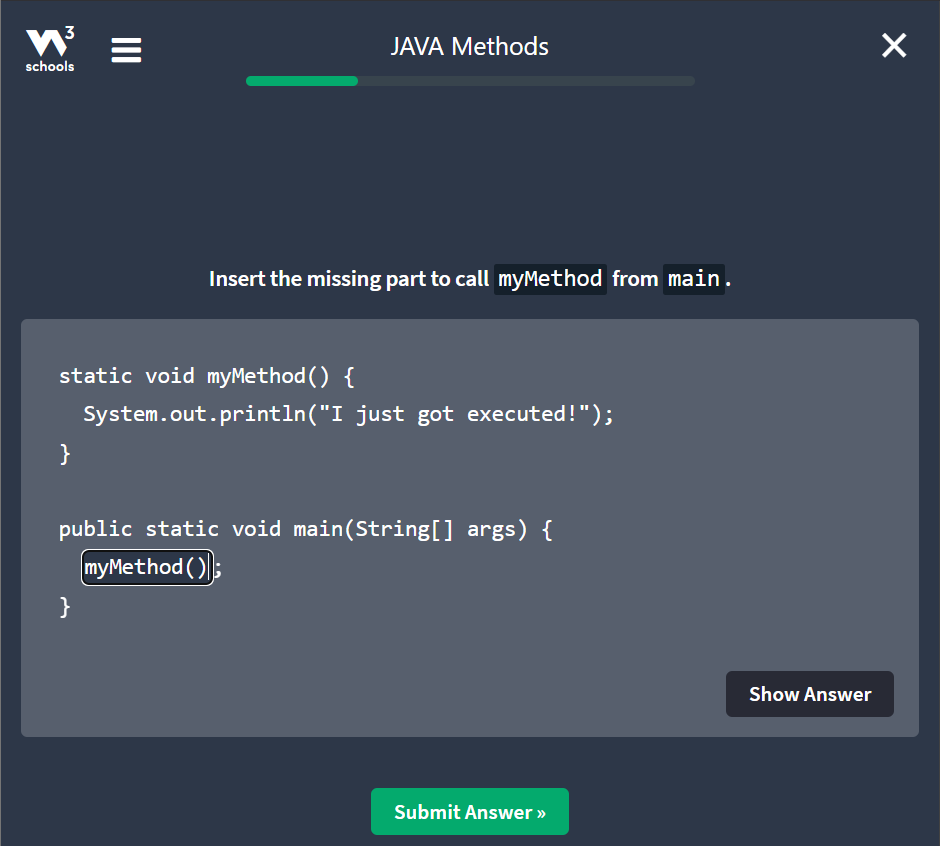 w3
schools
JAVA Methods
Insert the missing part to call myMethod from main.
static void myMethod() {
  System.out.println("I just got executed!");
}
public static void main(String[] args) {
  myMethod();
}
Show Answer
Submit Answer »